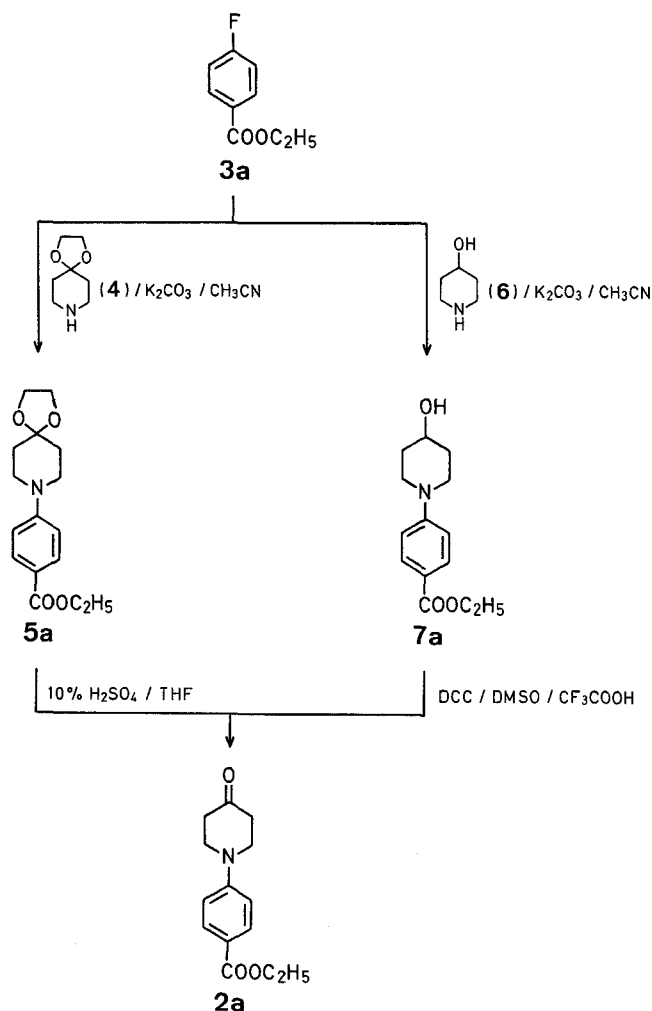 F
COOC₂H₅
3a
O O
N
H
(4) / K₂CO₃ / CH₃CN
OH
N
H
(6) / K₂CO₃ / CH₃CN
O O
N
COOC₂H₅
5a
OH
N
COOC₂H₅
7a
10% H₂SO₄ / THF
DCC / DMSO / CF₃COOH
O
N
COOC₂H₅
2a